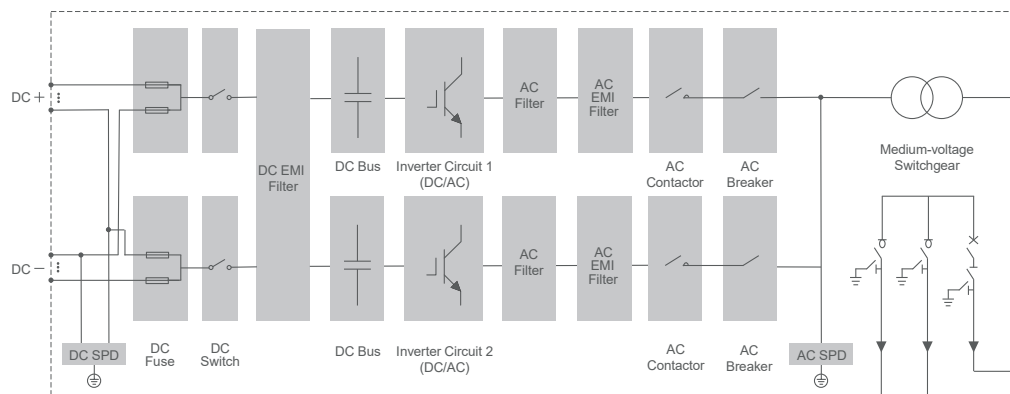 DC +
DC EMI
Filter
AC
Filter
AC
EMI
Filter
DC Bus
Inverter Circuit 1
(DC/AC)
AC
Contactor
AC
Breaker
Medium-voltage
Switchgear
DC −
AC
Filter
AC
EMI
Filter
DC SPD
DC
Fuse
DC
Switch
DC Bus
Inverter Circuit 2
(DC/AC)
AC
Contactor
AC
Breaker
AC SPD